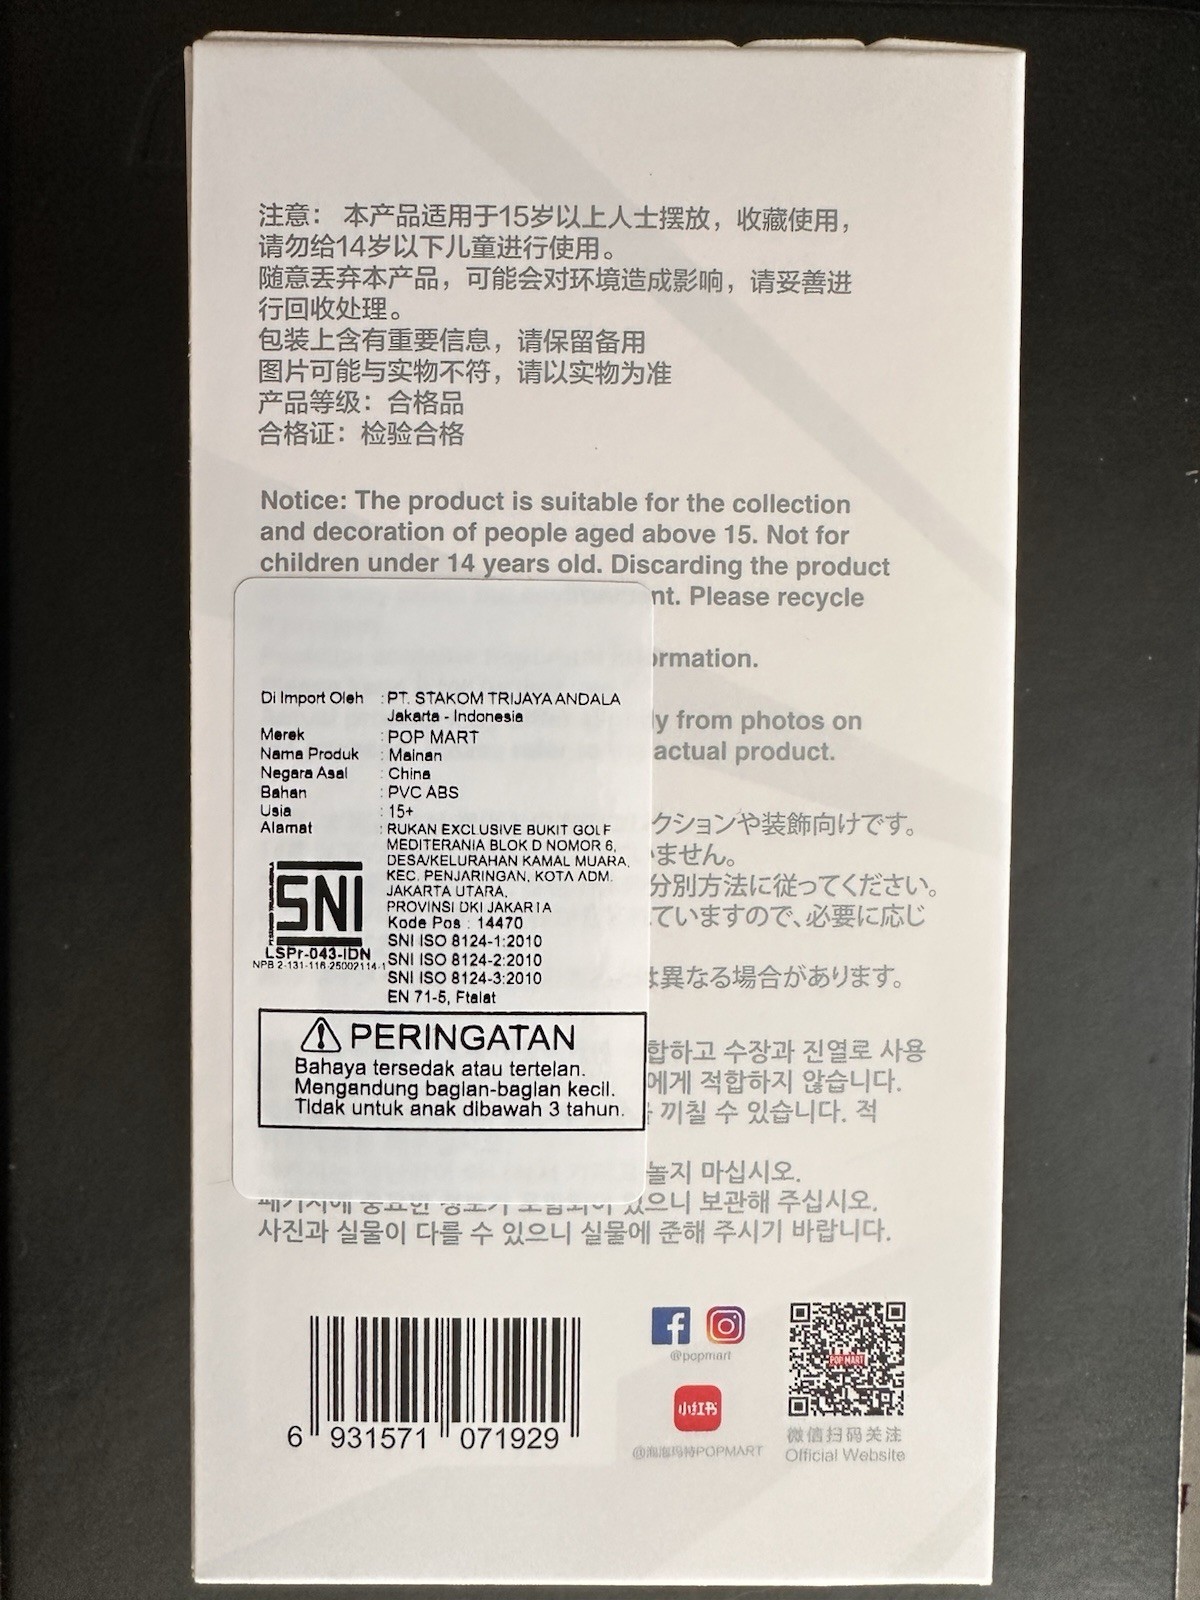 注意： 本产品适用于15岁以上人士摆放，收藏使用，
请勿给14岁以下儿童进行使用。
随意丢弃本产品，可能会对环境造成影响，请妥善进
行回收处理。
包装上含有重要信息，请保留备用
图片可能与实物不符，请以实物为准
产品等级：合格品
合格证：检验合格
Notice: The product is suitable for the collection
and decoration of people aged above 15. Not for
children under 14 years old. Discarding the product
nt. Please recycle
ormation.
y from photos on
actual product.
Di Import Oleh : PT. STAKOM TRIJAYA ANDALA
Jakarta - Indonesia
Merek : POP MART
Nama Produk : Mainan
Negara Asal : China
Bahan : PVC ABS
Usia : 15+
Alamat : RUKAN EXCLUSIVE BUKIT GOLF
MEDITERANIA BLOK D NOMOR 6,
DESA/KELURAHAN KAMAL MUARA,
KEC. PENJARINGAN, KOTA ADM.
JAKARTA UTARA,
PROVINSI DKI JAKARTA
Kode Pos : 14470
SNI ISO 8124-1:2010
SNI ISO 8124-2:2010
SNI ISO 8124-3:2010
EN 71-5, Ftalat
SNI
LSPr-043-IDN
NPB 2-131-116-25002114-1
PERINGATAN
Bahaya tersedak atau tertelan.
Mengandung bagian-bagian kecil.
Tidak untuk anak dibawah 3 tahun.
クションや装飾向けです。
いません。
分別方法に従ってください。
ていますので、必要に応じ
は異なる場合があります。
합하고 수장과 진열로 사용
에게 적합하지 않습니다.
끼칠 수 있습니다. 적
놀지 마십시오.
있으니 보관해 주십시오.
사진과 실물이 다를 수 있으니 실물에 준해 주시기 바랍니다.
6 931571 071929
@popmart
小红书
@泡泡玛特POPMART
POP MART
微信扫码关注
Official Website